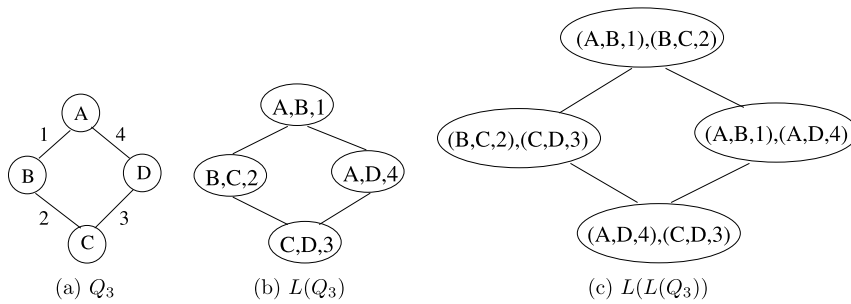 A
1
4
B
D
2
3
C
(a) Q₃
A,B,1
B,C,2
A,D,4
C,D,3
(b) L(Q₃)
(A,B,1),(B,C,2)
(B,C,2),(C,D,3)
(A,B,1),(A,D,4)
(A,D,4),(C,D,3)
(c) L(L(Q₃))